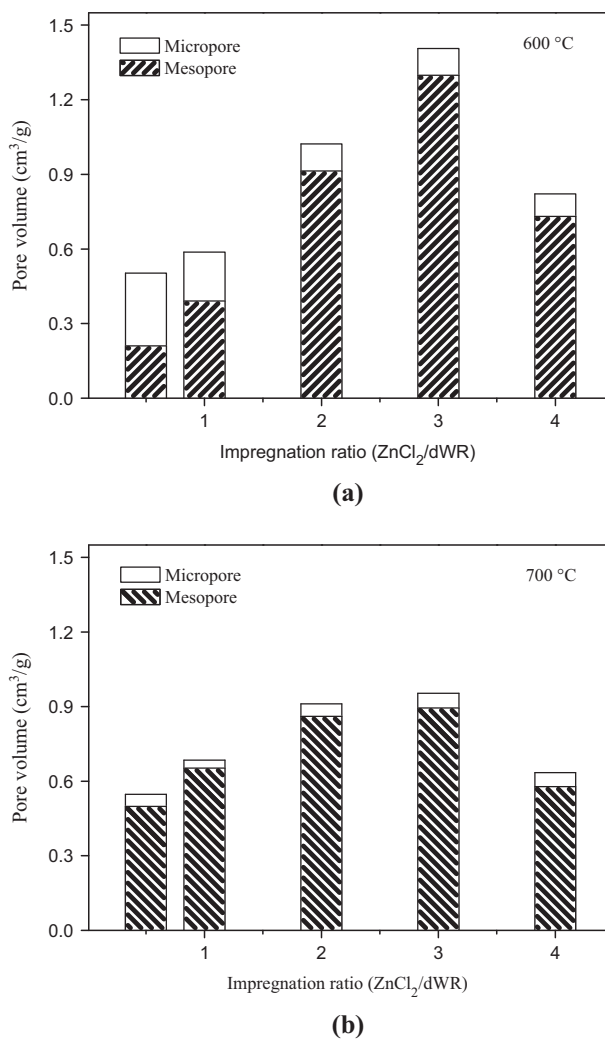 1.5
1.2
0.9
0.6
0.3
0.0
Pore volume (cm³/g)
Micropore
Mesopore
600 °C
1 2 3 4
Impregnation ratio (ZnCl₂/dWR)
(a)
1.5
1.2
0.9
0.6
0.3
0.0
Pore volume (cm³/g)
Micropore
Mesopore
700 °C
1 2 3 4
Impregnation ratio (ZnCl₂/dWR)
(b)